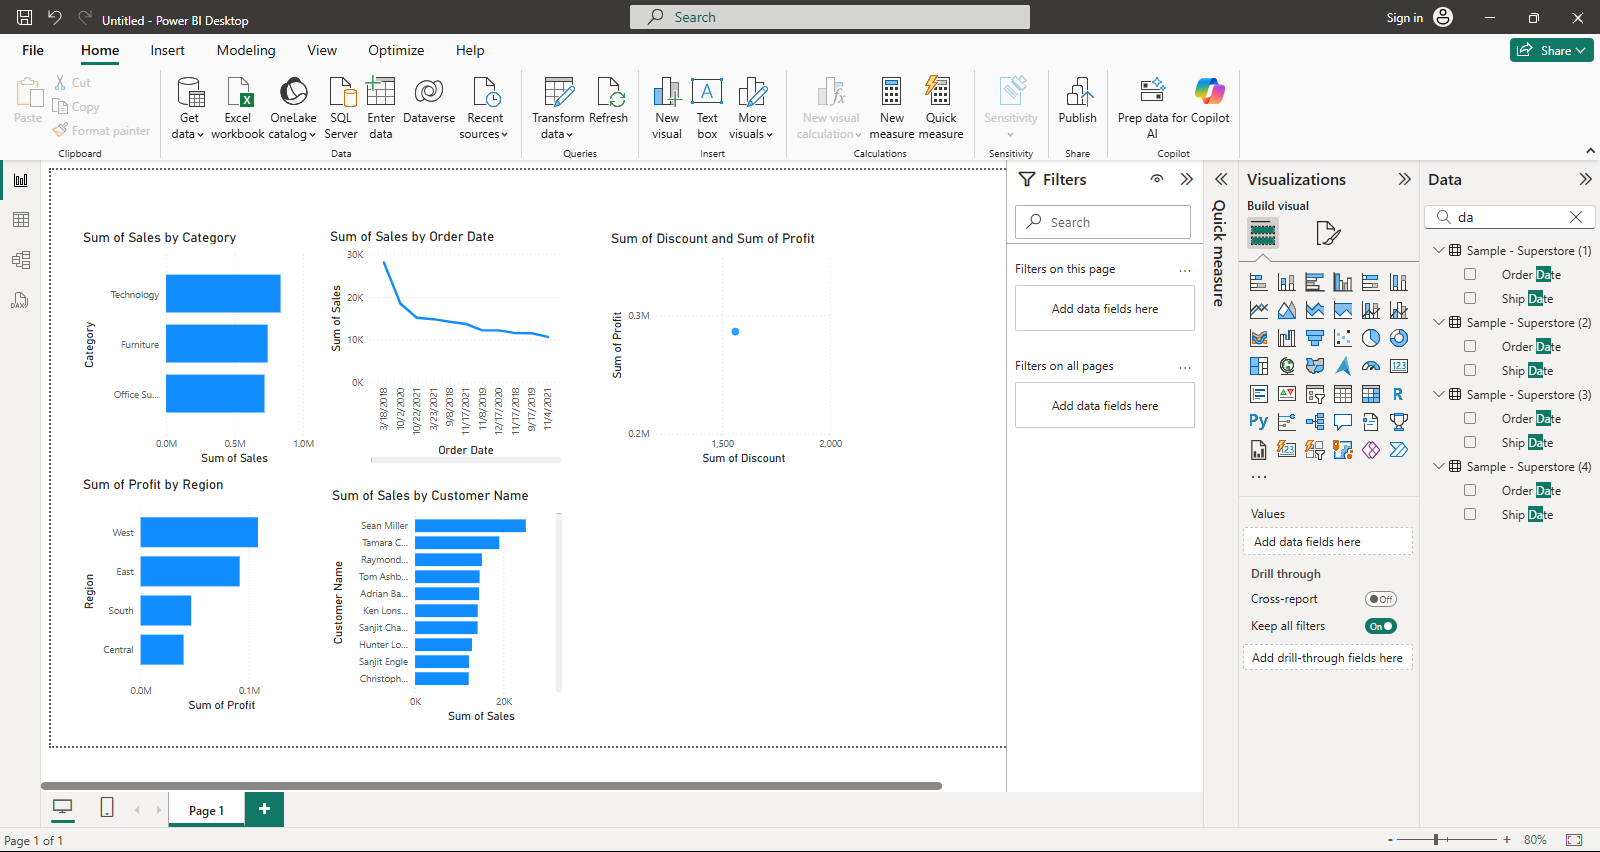 Untitled - Power BI Desktop
Search
Sign in
File
Home
Insert
Modeling
View
Optimize
Help
Share
Paste
Cut
Copy
Format painter
Clipboard
Get data
Excel workbook
OneLake catalog
SQL Server
Enter data
Dataverse
Recent sources
Data
Transform data
Refresh
Queries
New visual
Text box
More visuals
Insert
New visual calculation
New measure
Quick measure
Calculations
Sensitivity
Sensitivity
Publish
Share
Prep data for AI
Copilot
Copilot
Sum of Sales by Category
Category
Technology
Furniture
Office Su...
0.0M 0.5M 1.0M
Sum of Sales
Sum of Sales by Order Date
Sum of Sales
30K
20K
10K
0K
3/18/2018
10/2/2020
10/22/2021
3/23/2021
9/8/2018
11/17/2021
11/8/2019
12/17/2020
11/17/2018
9/17/2019
11/4/2021
Order Date
Sum of Discount and Sum of Profit
Sum of Profit
0.3M
0.2M
1,500 2,000
Sum of Discount
Sum of Profit by Region
Region
West
East
South
Central
0.0M 0.1M
Sum of Profit
Sum of Sales by Customer Name
Customer Name
Sean Miller
Tamara C...
Raymond...
Tom Ashb...
Adrian Ba...
Ken Lons...
Sanjit Cha...
Hunter Lo...
Sanjit Engle
Christoph...
0K 20K
Sum of Sales
Filters
Search
Filters on this page
...
Add data fields here
Filters on all pages
...
Add data fields here
Quick measure
Visualizations
Build visual
123
R
Py
123
...
Values
Add data fields here
Drill through
Cross-report
Off
Keep all filters
On
Add drill-through fields here
Data
da
Sample - Superstore (1)
Order Date
Ship Date
Sample - Superstore (2)
Order Date
Ship Date
Sample - Superstore (3)
Order Date
Ship Date
Sample - Superstore (4)
Order Date
Ship Date
DAX
Page 1
+
Page 1 of 1
- + 80%